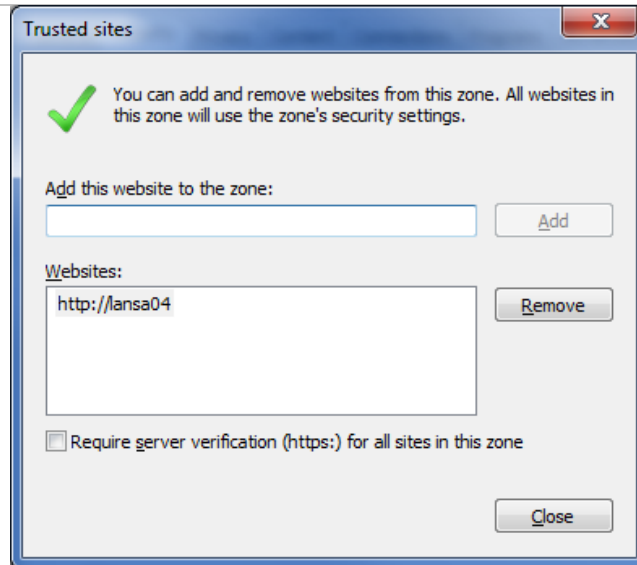 Trusted sites
You can add and remove websites from this zone. All websites in
this zone will use the zone's security settings.
Add this website to the zone:
Add
Websites:
http://lansa04
Remove
Require server verification (https:) for all sites in this zone
Close